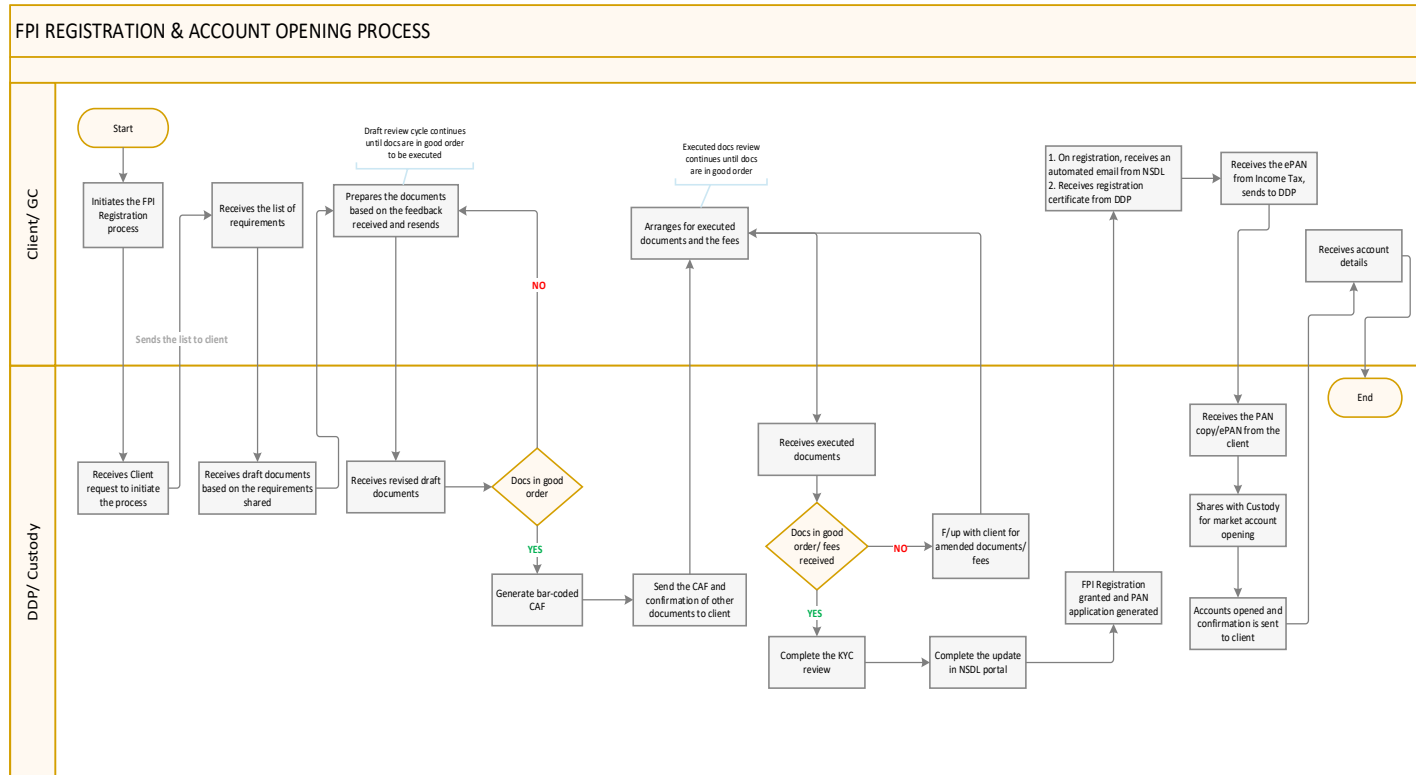 FPI REGISTRATION & ACCOUNT OPENING PROCESS
Client/ GC
Start
Initiates the FPI
Registration
process
Receives the list of
requirements
Draft review cycle continues
until docs are in good order
to be executed
Prepares the documents
based on the feedback
received and resends
NO
Sends the list to client
Executed docs review
continues until docs
are in good order
Arranges for executed
documents and the fees
1. On registration, receives an
automated email from NSDL
2. Receives registration
certificate from DDP
Receives the ePAN
from Income Tax,
sends to DDP
Receives account
details
DDP/ Custody
Receives Client
request to initiate
the process
Receives draft documents
based on the requirements
shared
Receives revised draft
documents
Docs in good
order
YES
Generate bar-coded
CAF
Send the CAF and
confirmation of other
documents to client
Receives executed
documents
Docs in good
order/ fees
received
NO
F/up with client for
amended documents/
fees
YES
Complete the KYC
review
Complete the update
in NSDL portal
FPI Registration
granted and PAN
application generated
Receives the PAN
copy/ePAN from the
client
Shares with Custody
for market account
opening
Accounts opened and
confirmation is sent
to client
End